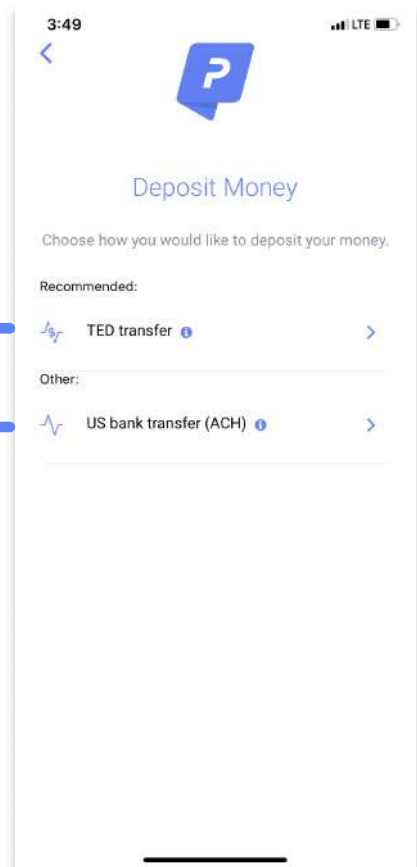 3:49
LTE
P
Deposit Money
Choose how you would like to deposit your money.
Recommended:
TED transfer
Other:
US bank transfer (ACH)